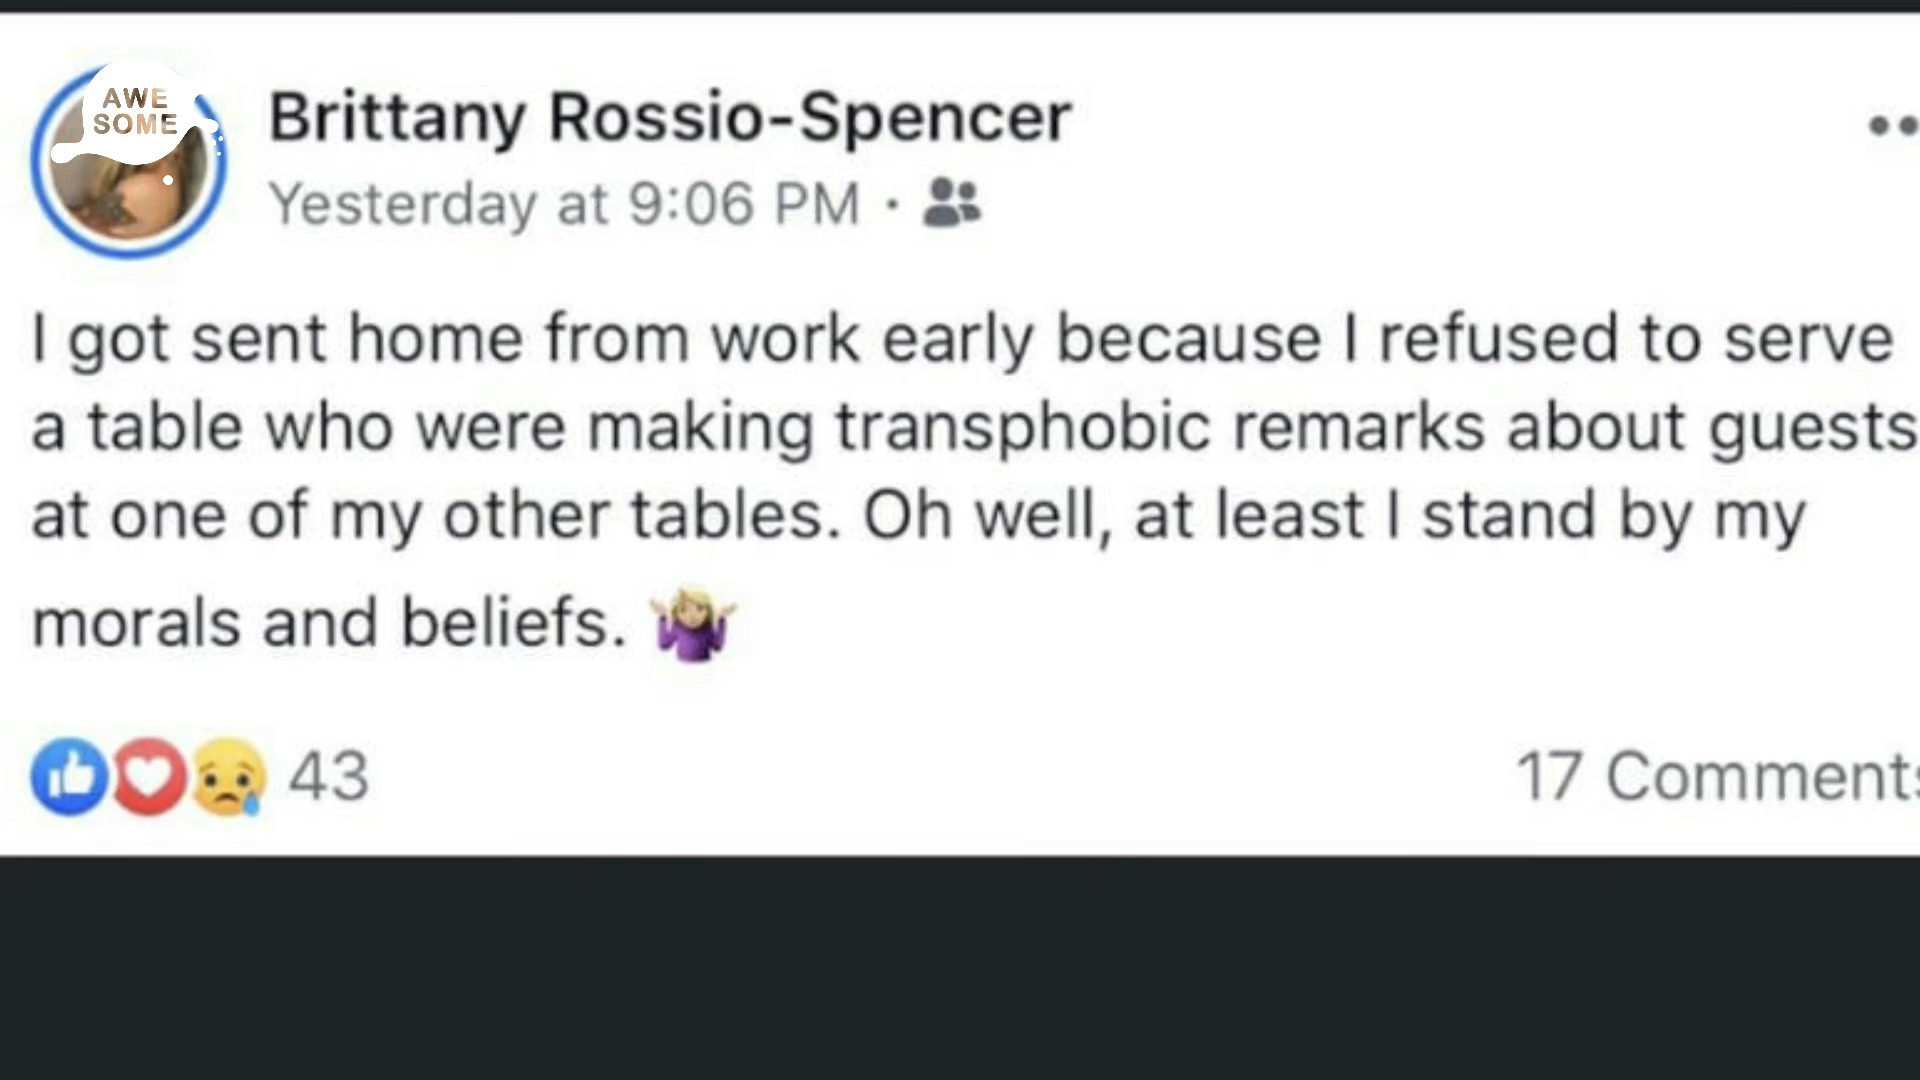 AWE
SOME
Brittany Rossio-Spencer
Yesterday at 9:06 PM ·
I got sent home from work early because I refused to serve
a table who were making transphobic remarks about guests
at one of my other tables. Oh well, at least I stand by my
morals and beliefs. 🤷🏼‍♀️
43
17 Comments